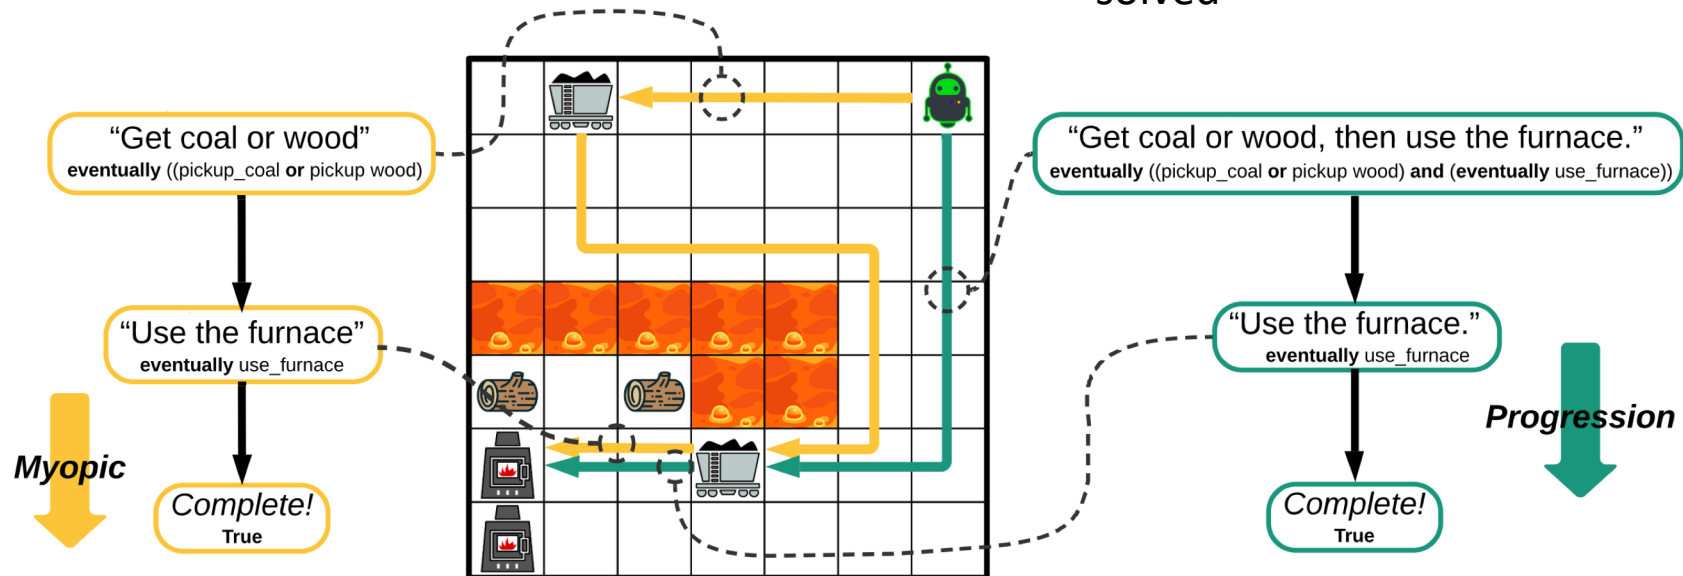 solved
“Get coal or wood”
eventually ((pickup_coal or pickup wood)
“Use the furnace”
eventually use_furnace
Myopic
Complete!
True
“Get coal or wood, then use the furnace.”
eventually ((pickup_coal or pickup wood) and (eventually use_furnace))
“Use the furnace.”
eventually use_furnace
Progression
Complete!
True